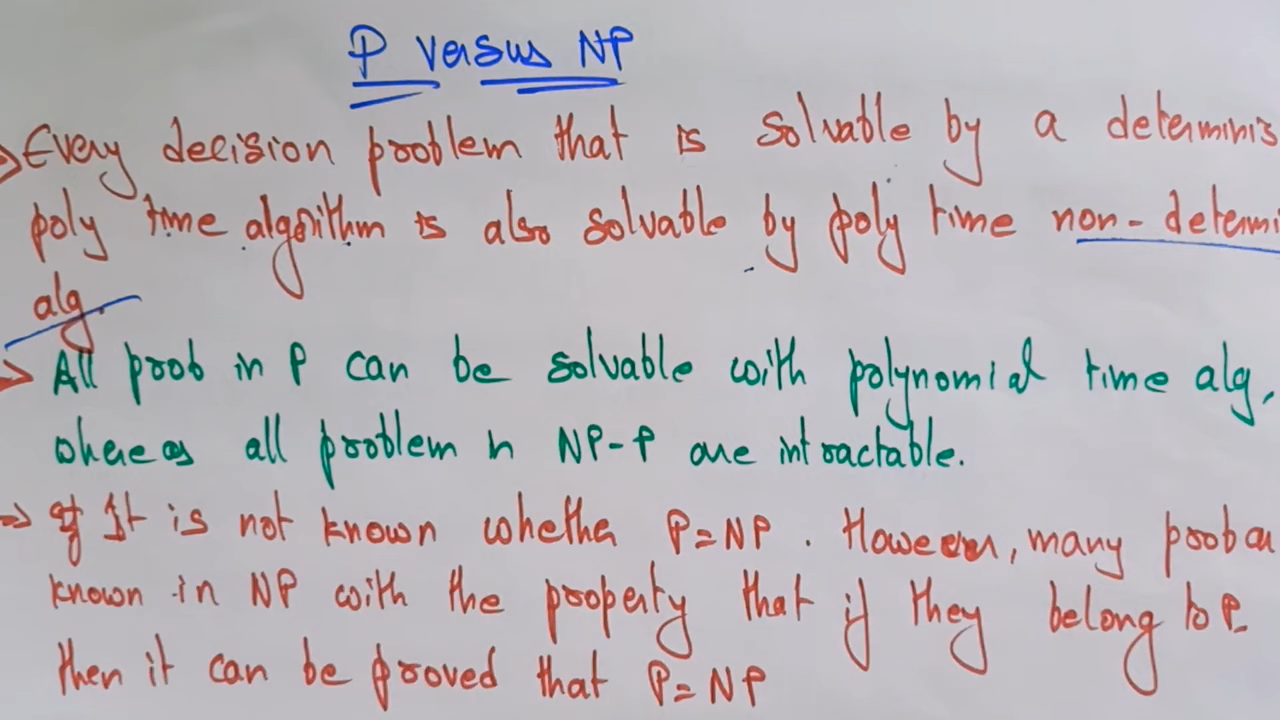 P versus NP
Every decision problem that is solvable by a determinis
poly time algorithm is also solvable by poly time non-determi
alg.
All prob in P can be solvable with polynomial time alg,
whereas all problem in NP-P are intractable.
If It is not known whether P=NP. However, many prob are
known in NP with the property that if they belong to P
then it can be proved that P=NP